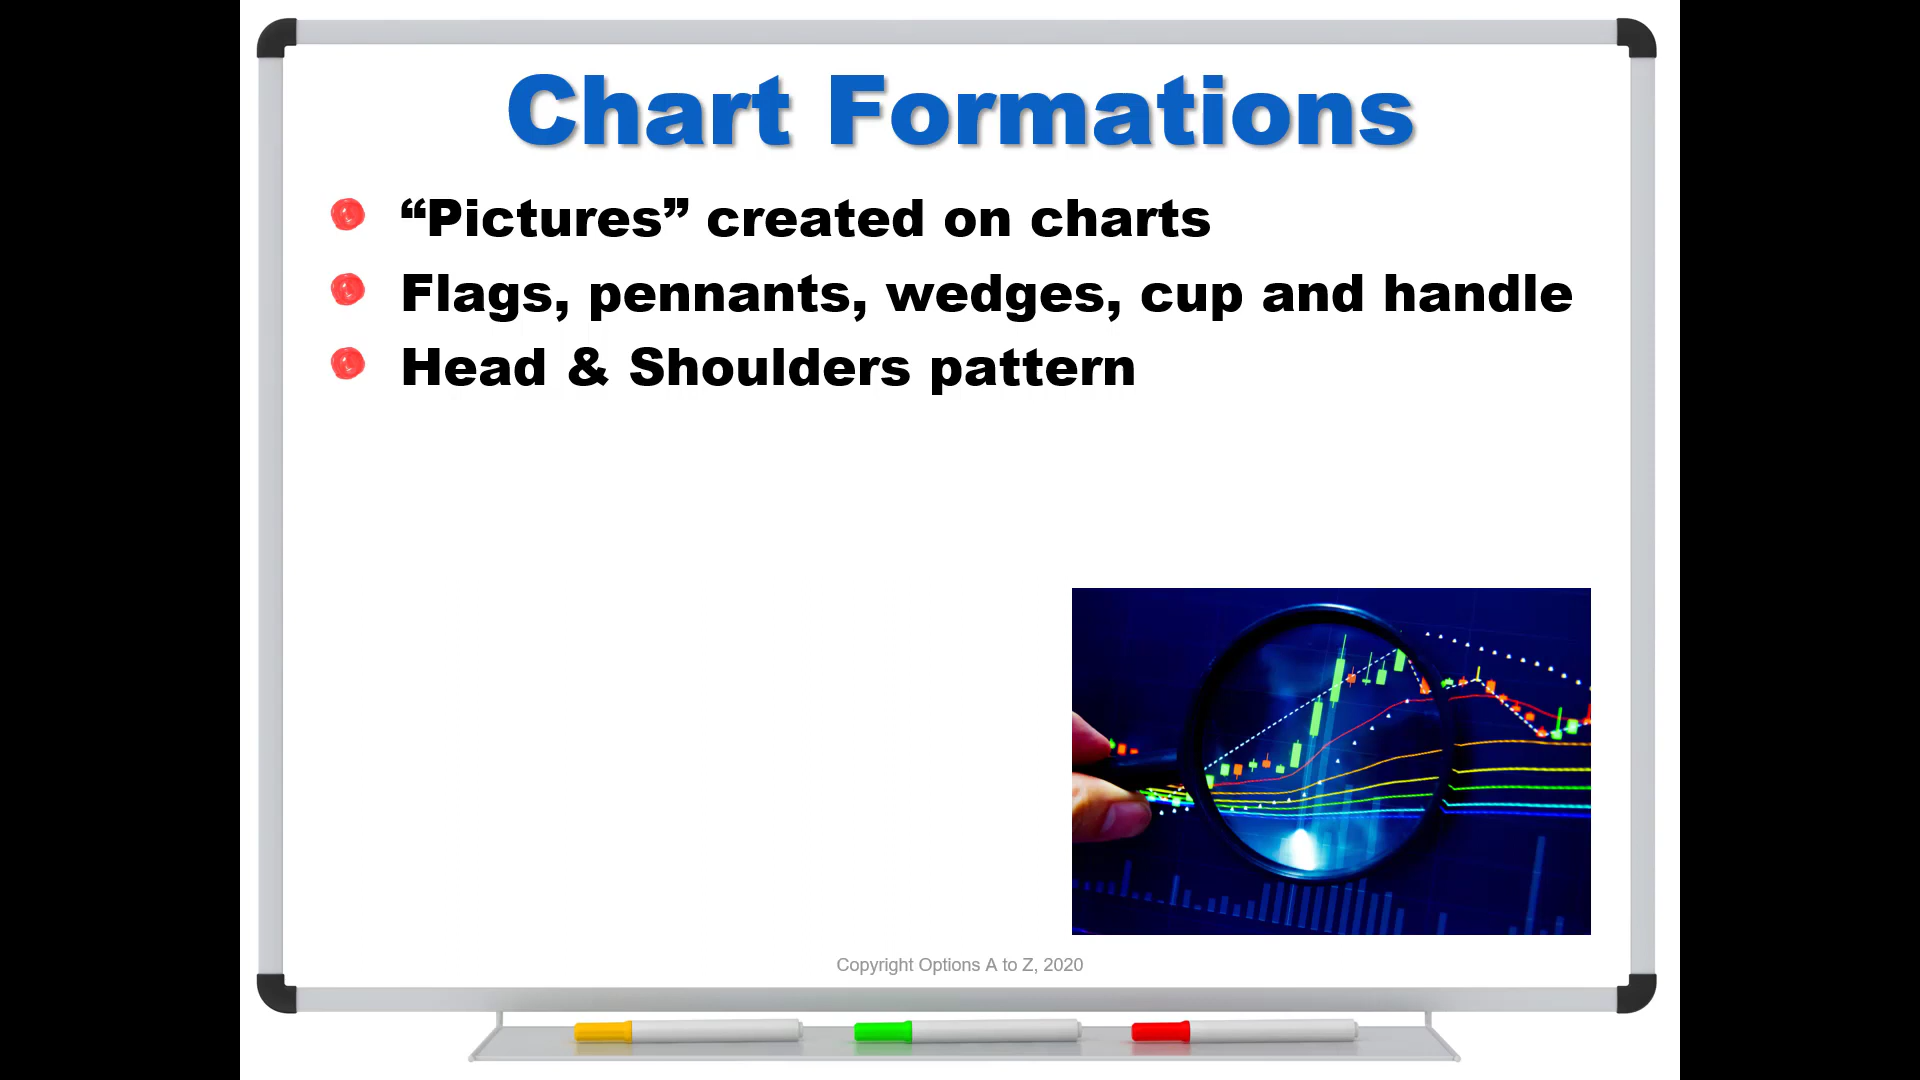 Chart Formations
“Pictures” created on charts
Flags, pennants, wedges, cup and handle
Head & Shoulders pattern
Copyright Options A to Z, 2020